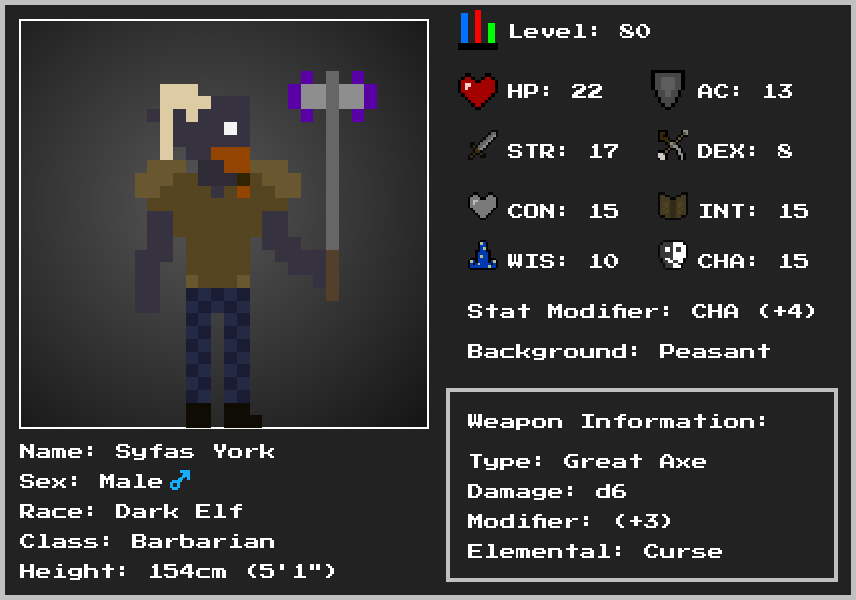 Level: 80
HP: 22 AC: 13
STR: 17 DEX: 8
CON: 15 INT: 15
WIS: 10 CHA: 15
Stat Modifier: CHA (+4)
Background: Peasant
Weapon Information:
Type: Great Axe
Damage: d6
Modifier: (+3)
Elemental: Curse
Name: Syfas York
Sex: Male ♂
Race: Dark Elf
Class: Barbarian
Height: 154cm (5'1")